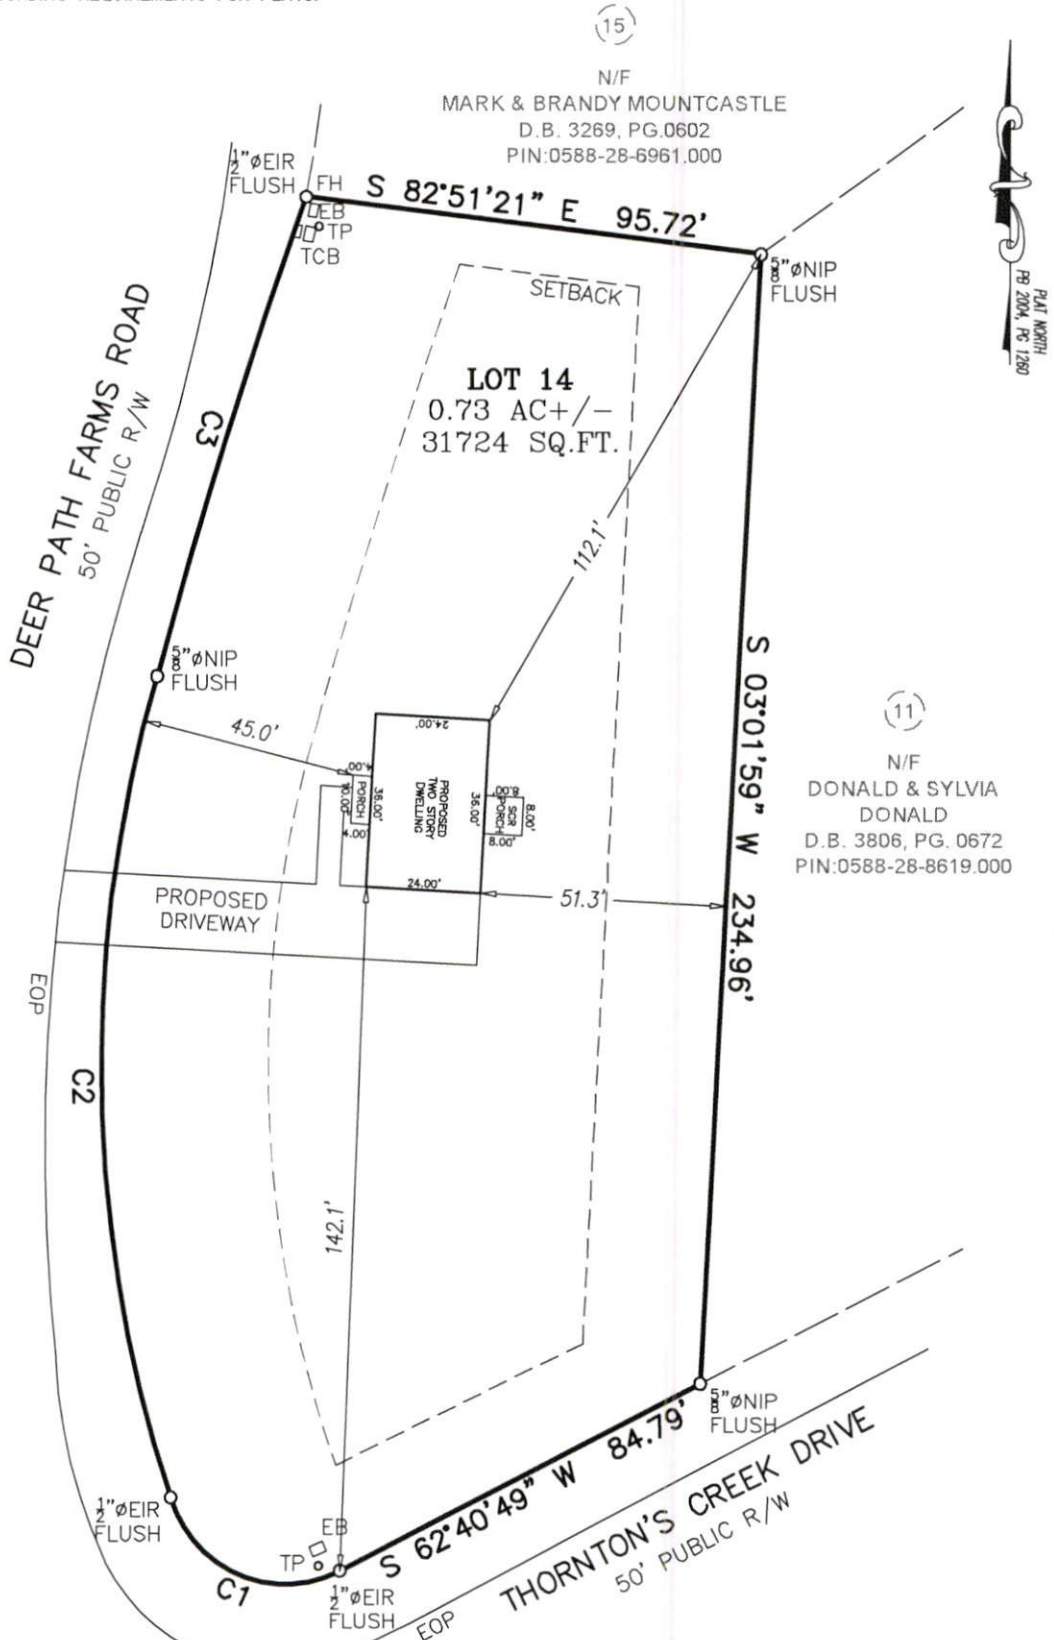 15
N/F
MARK & BRANDY MOUNTCASTLE
D.B. 3269, PG.0602
PIN:0588-28-6961.000
PLAT NORTH
PB 2004, PG 1260
1/2"øEIR
FLUSH
FH
EB
TP
TCB
S 82°51'21" E 95.72'
5/8"øNIP
FLUSH
SETBACK
LOT 14
0.73 AC+/-
31724 SQ.FT.
DEER PATH FARMS ROAD
50' PUBLIC R/W
C3
112.1'
S 03°01'59" W 234.96'
5/8"øNIP
FLUSH
45.0'
24.00'
4.00'
PORCH
10.00'
4.00'
36.00'
PROPOSED
TWO STORY
DWELLING
36.00'
8.00'
SCR
PORCH
8.00'
8.00'
24.00'
51.3'
11
N/F
DONALD & SYLVIA
DONALD
D.B. 3806, PG. 0672
PIN:0588-28-8619.000
PROPOSED
DRIVEWAY
EOP
C2
142.1'
5/8"øNIP
FLUSH
S 62°40'49" W 84.79'
THORNTON'S CREEK DRIVE
50' PUBLIC R/W
1/2"øEIR
FLUSH
EB
TP
C1
1/2"øEIR
FLUSH
EOP